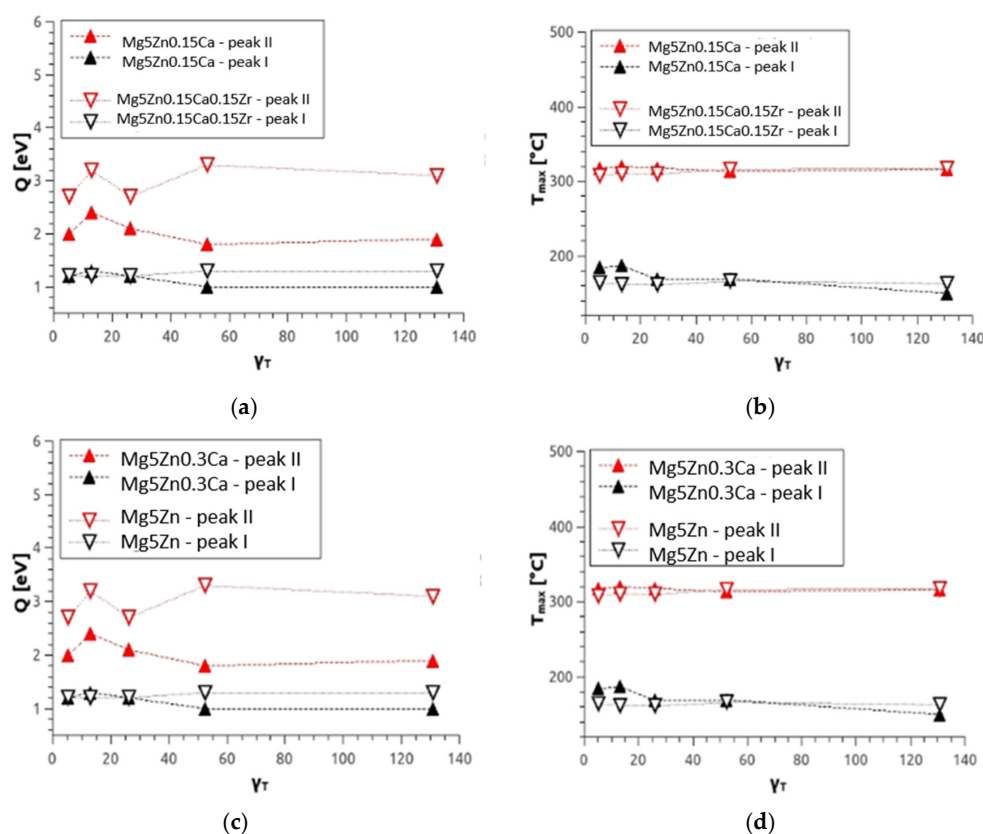 Q [eV]
6
5
4
3
2
1
0 20 40 60 80 100 120 140
γT
Mg5Zn0.15Ca - peak II
Mg5Zn0.15Ca - peak I
Mg5Zn0.15Ca0.15Zr - peak II
Mg5Zn0.15Ca0.15Zr - peak I
(a)
Tmax [°C]
500
400
300
200
0 20 40 60 80 100 120 140
γT
Mg5Zn0.15Ca - peak II
Mg5Zn0.15Ca - peak I
Mg5Zn0.15Ca0.15Zr - peak II
Mg5Zn0.15Ca0.15Zr - peak I
(b)
Q [eV]
6
5
4
3
2
1
0 20 40 60 80 100 120 140
γT
Mg5Zn0.3Ca - peak II
Mg5Zn0.3Ca - peak I
Mg5Zn - peak II
Mg5Zn - peak I
(c)
Tmax [°C]
500
400
300
200
0 20 40 60 80 100 120 140
γT
Mg5Zn0.3Ca - peak II
Mg5Zn0.3Ca - peak I
Mg5Zn - peak II
Mg5Zn - peak I
(d)